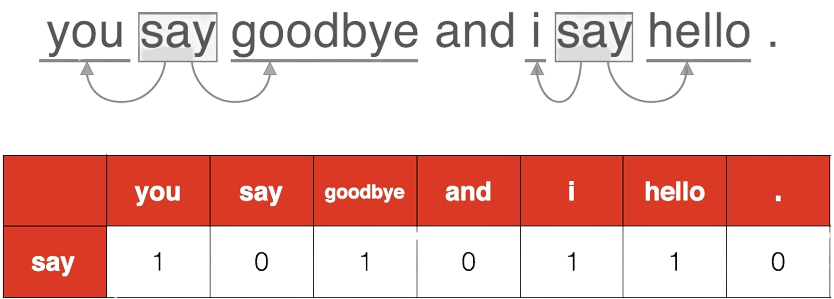 you say goodbye and i say hello .
you say goodbye and i hello .
say 1 0 1 0 1 1 0